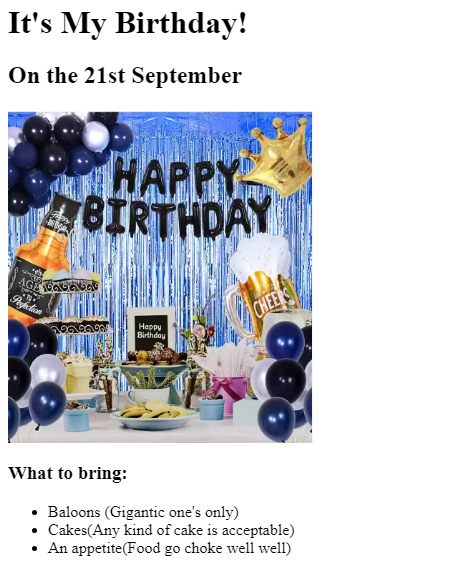 It's My Birthday!
On the 21st September
HAPPY
BIRTHDAY
AGED
Perfection
CHEERS
Happy
Birthday
What to bring:
Baloons (Gigantic one's only)
Cakes(Any kind of cake is acceptable)
An appetite(Food go choke well well)